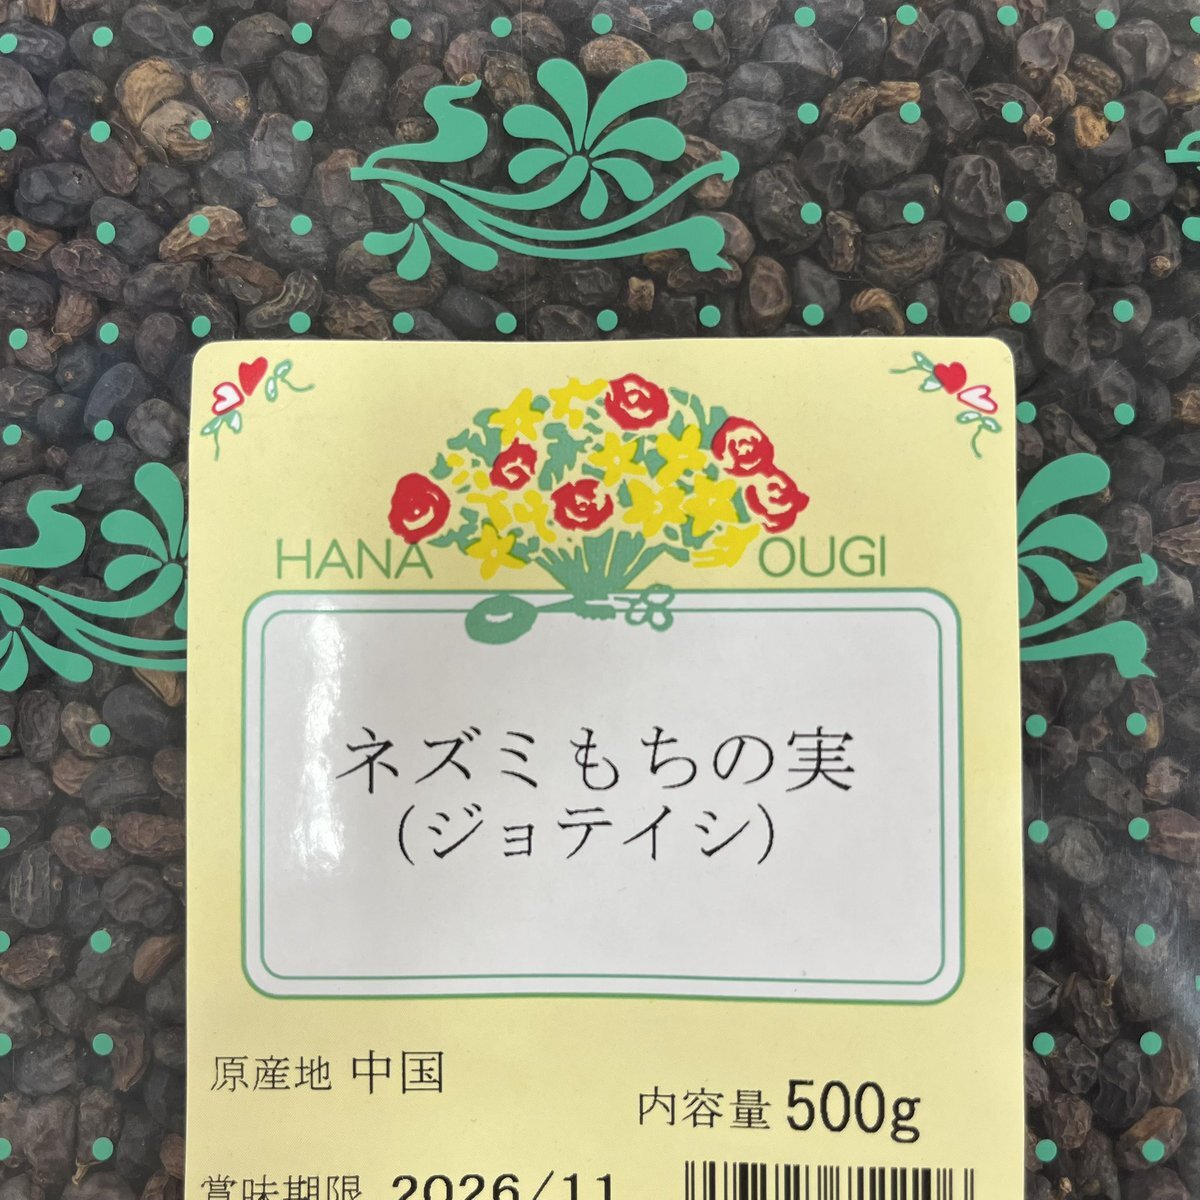 HANA OUGI
ネズミもちの実
(ジョテイシ)
原産地 中国
内容量 500g
賞味期限 2026/11